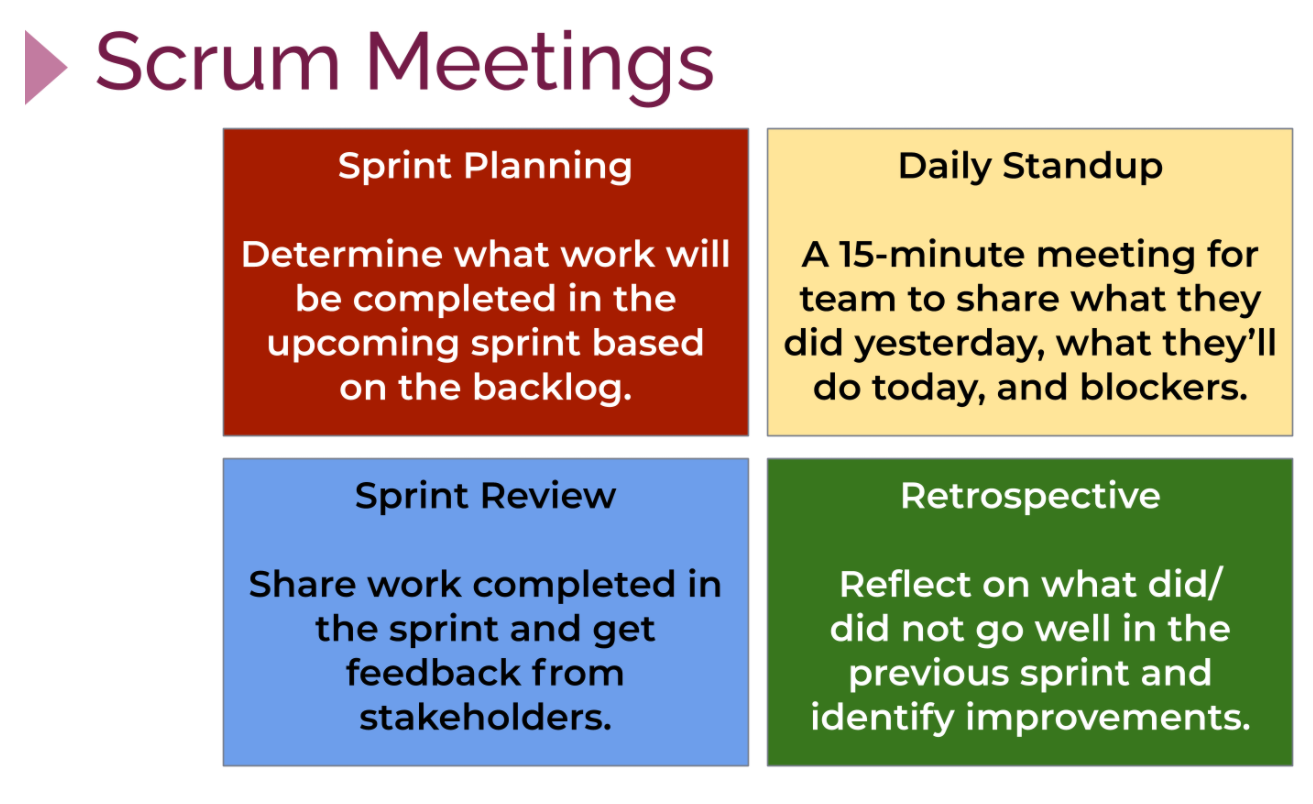 Scrum Meetings
Sprint Planning
Determine what work will
be completed in the
upcoming sprint based
on the backlog.
Daily Standup
A 15-minute meeting for
team to share what they
did yesterday, what they’ll
do today, and blockers.
Sprint Review
Share work completed in
the sprint and get
feedback from
stakeholders.
Retrospective
Reflect on what did/
did not go well in the
previous sprint and
identify improvements.